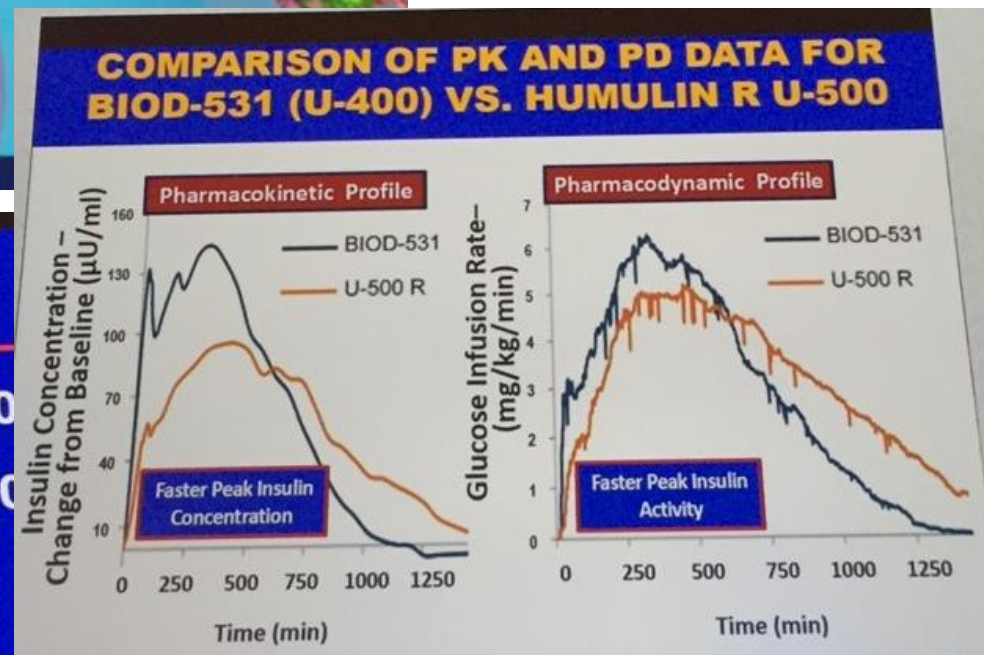 COMPARISON OF PK AND PD DATA FOR
BIOD-531 (U-400) VS. HUMULIN R U-500
Pharmacokinetic Profile
Insulin Concentration –
Change from Baseline (µU/ml)
160
130
100
70
40
10
BIOD-531
U-500 R
Faster Peak Insulin
Concentration
0 250 500 750 1000 1250
Time (min)
Pharmacodynamic Profile
Glucose Infusion Rate–
(mg/kg/min)
7
6
5
4
3
2
1
0
BIOD-531
U-500 R
Faster Peak Insulin
Activity
0 250 500 750 1000 1250
Time (min)